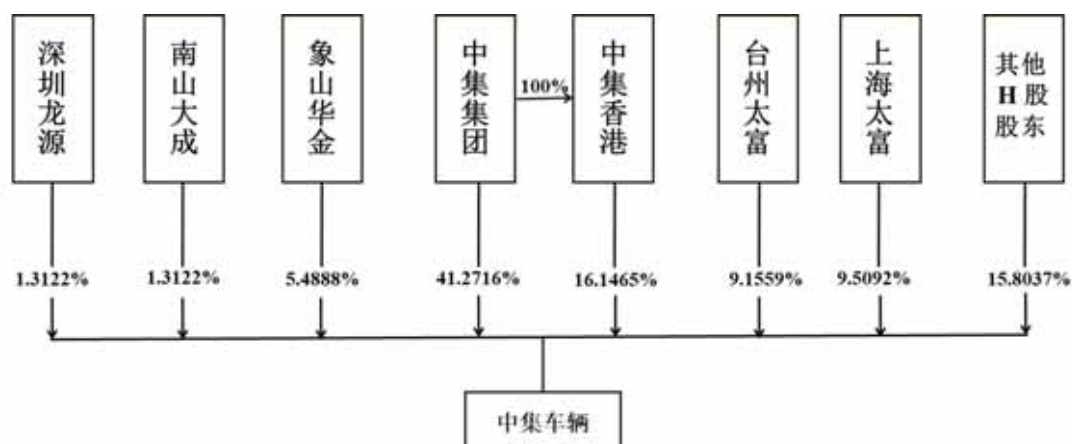 深圳龙源
南山大成
象山华金
中集集团
100%
中集香港
台州太富
上海太富
其他
H股
股东
1.3122%
1.3122%
5.4888%
41.2716%
16.1465%
9.1559%
9.5092%
15.8037%
中集车辆